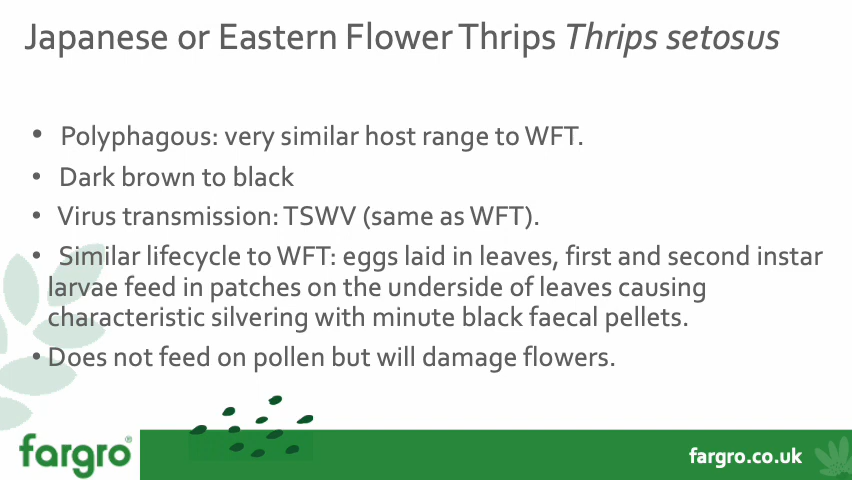 Japanese or Eastern Flower Thrips Thrips setosus
• Polyphagous: very similar host range to WFT.
• Dark brown to black
• Virus transmission: TSWV (same as WFT).
• Similar lifecycle to WFT: eggs laid in leaves, first and second instar
larvae feed in patches on the underside of leaves causing
characteristic silvering with minute black faecal pellets.
• Does not feed on pollen but will damage flowers.
fargro®
fargro.co.uk